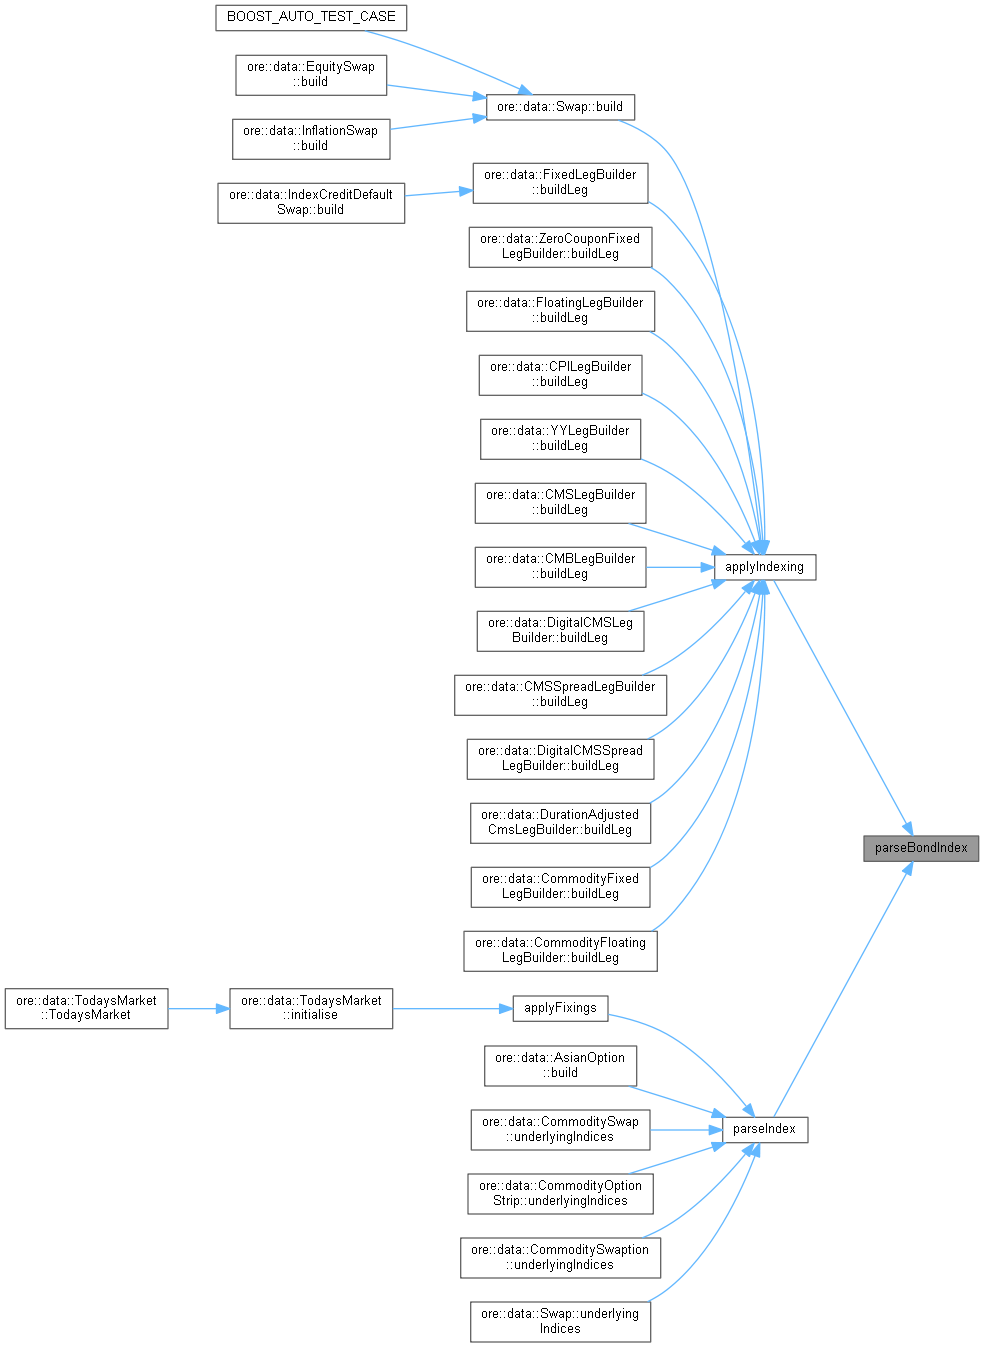 BOOST_AUTO_TEST_CASE
ore::data::EquitySwap
::build
ore::data::Swap::build
ore::data::InflationSwap
::build
ore::data::FixedLegBuilder
::buildLeg
ore::data::IndexCreditDefault
Swap::build
ore::data::ZeroCouponFixed
LegBuilder::buildLeg
ore::data::FloatingLegBuilder
::buildLeg
ore::data::CPILegBuilder
::buildLeg
ore::data::YYLegBuilder
::buildLeg
ore::data::CMSLegBuilder
::buildLeg
ore::data::CMBLegBuilder
::buildLeg
applyIndexing
ore::data::DigitalCMSLeg
Builder::buildLeg
ore::data::CMSSpreadLegBuilder
::buildLeg
ore::data::DigitalCMSSpread
LegBuilder::buildLeg
ore::data::DurationAdjusted
CmsLegBuilder::buildLeg
parseBondIndex
ore::data::CommodityFixed
LegBuilder::buildLeg
ore::data::CommodityFloating
LegBuilder::buildLeg
ore::data::TodaysMarket
::TodaysMarket
ore::data::TodaysMarket
::initialise
applyFixings
ore::data::AsianOption
::build
ore::data::CommoditySwap
::underlyingIndices
parseIndex
ore::data::CommodityOption
Strip::underlyingIndices
ore::data::CommoditySwaption
::underlyingIndices
ore::data::Swap::underlying
Indices